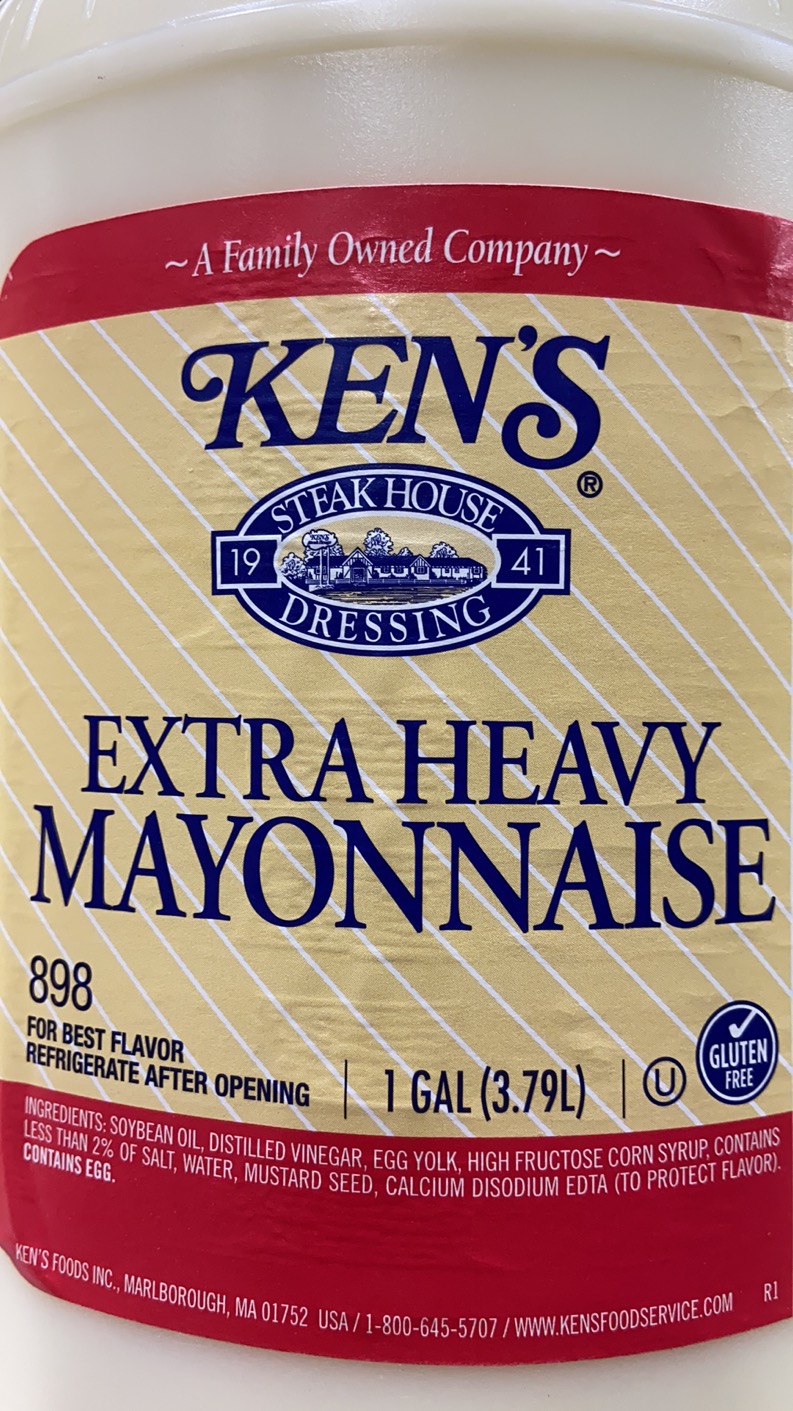 ~ A Family Owned Company ~
KEN'S®
STEAK HOUSE
19 41
DRESSING
EXTRA HEAVY
MAYONNAISE
898
FOR BEST FLAVOR
REFRIGERATE AFTER OPENING
1 GAL (3.79L)
U
GLUTEN
FREE
INGREDIENTS: SOYBEAN OIL, DISTILLED VINEGAR, EGG YOLK, HIGH FRUCTOSE CORN SYRUP, CONTAINS
LESS THAN 2% OF SALT, WATER, MUSTARD SEED, CALCIUM DISODIUM EDTA (TO PROTECT FLAVOR).
CONTAINS EGG.
KEN'S FOODS INC., MARLBOROUGH, MA 01752 USA / 1-800-645-5707 / WWW.KENSFOODSERVICE.COM R1